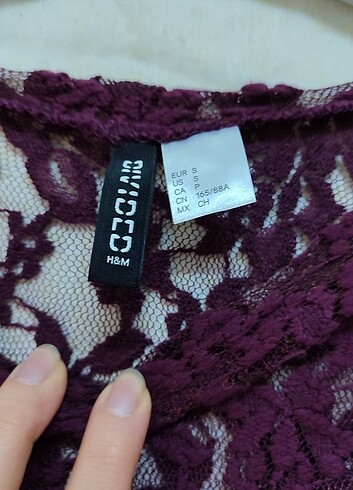 DIVIDED
H&M
EUR S
US S
CA P
CN 165/88A
MX CH